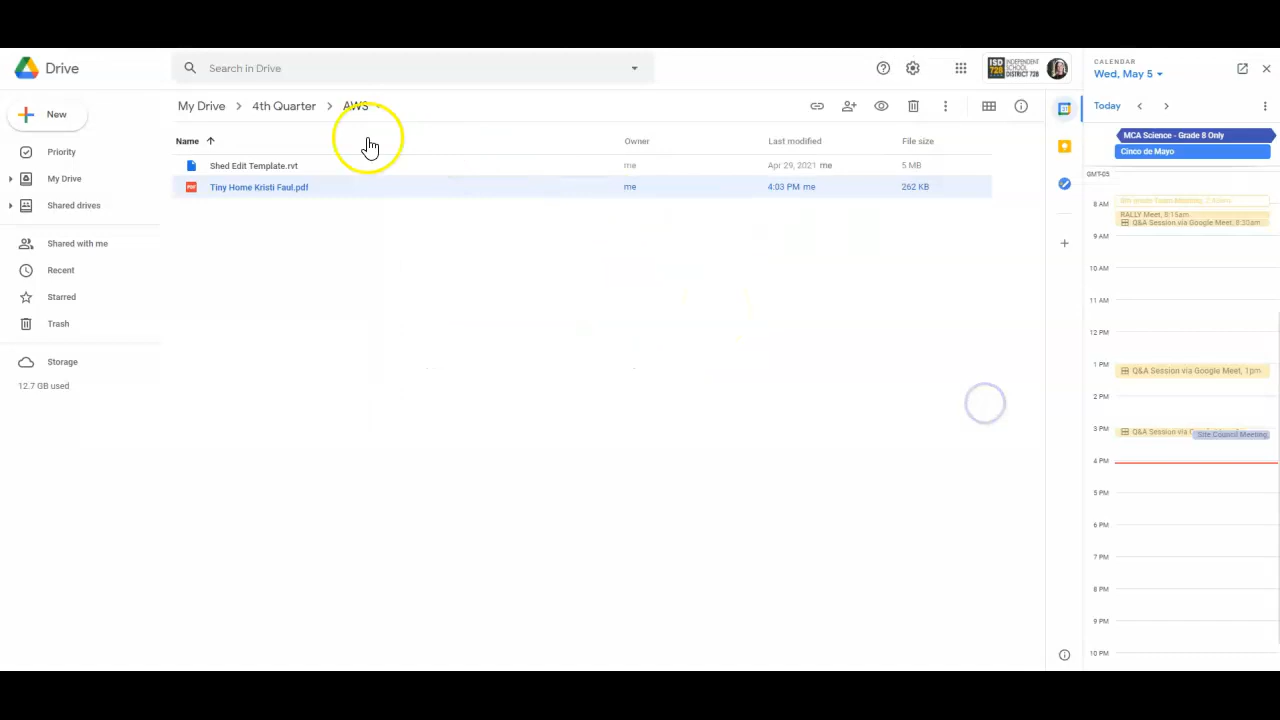 Drive
Search in Drive
ISD 728 INDEPENDENT SCHOOL DISTRICT 728
New
Priority
My Drive
Shared drives
Shared with me
Recent
Starred
Trash
Storage
12.7 GB used
My Drive > 4th Quarter > AWS
Name Owner Last modified File size
Shed Edit Template.rvt me Apr 29, 2021 me 5 MB
PDF Tiny Home Kristi Faul.pdf me 4:03 PM me 262 KB
CALENDAR
Wed, May 5
Today
MCA Science - Grade 8 Only
Cinco de Mayo
GMT-05
8 AM
RALLY Meet, 8:15am
Q&A Session via Google Meet, 8:30am
9 AM
10 AM
11 AM
12 PM
1 PM
Q&A Session via Google Meet, 1pm
2 PM
3 PM
Q&A Session via
Site Council Meeting,
4 PM
5 PM
6 PM
7 PM
8 PM
9 PM
10 PM